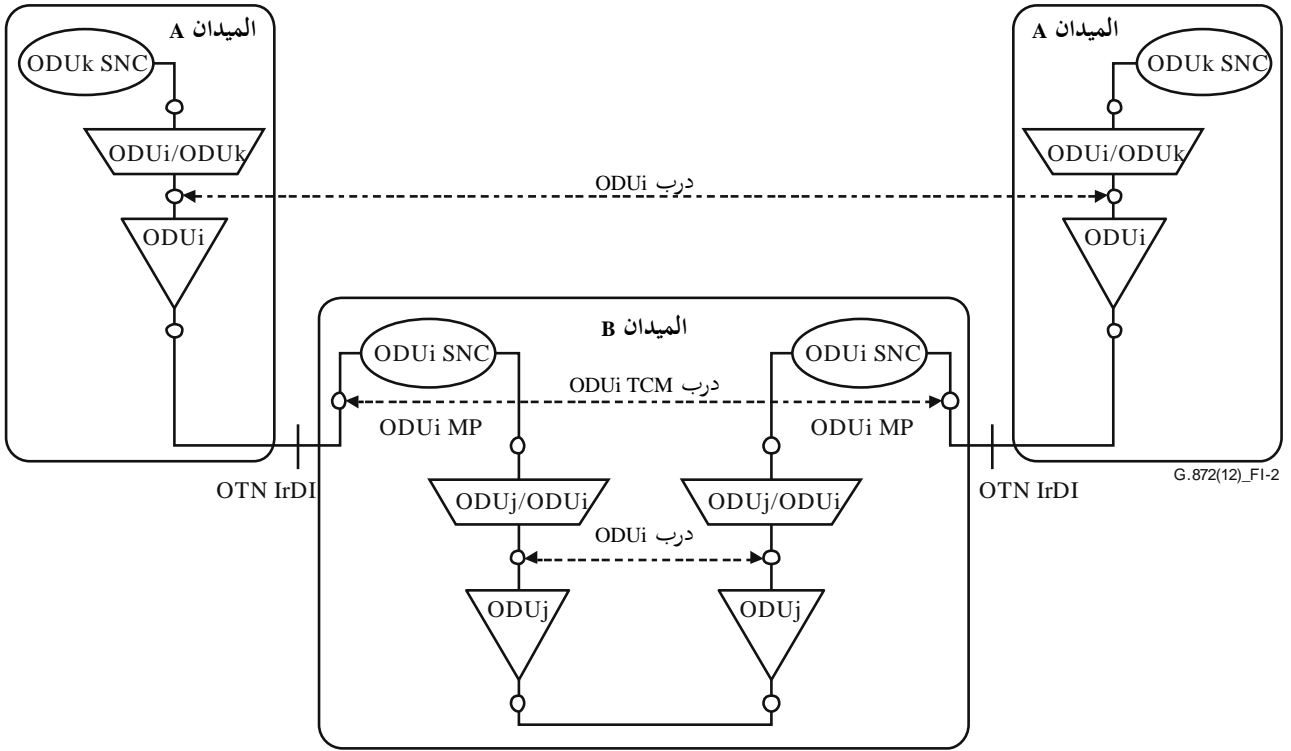 الميدان A
الميدان A
ODUk SNC
ODUk SNC
ODUi/ODUk
ODUi/ODUk
درب ODUi
ODUi
ODUi
الميدان B
ODUi SNC
ODUi SNC
درب ODUi TCM
ODUi MP
ODUi MP
G.872(12)_FI-2
OTN IrDI
OTN IrDI
ODUj/ODUi
ODUj/ODUi
درب ODUi
ODUj
ODUj